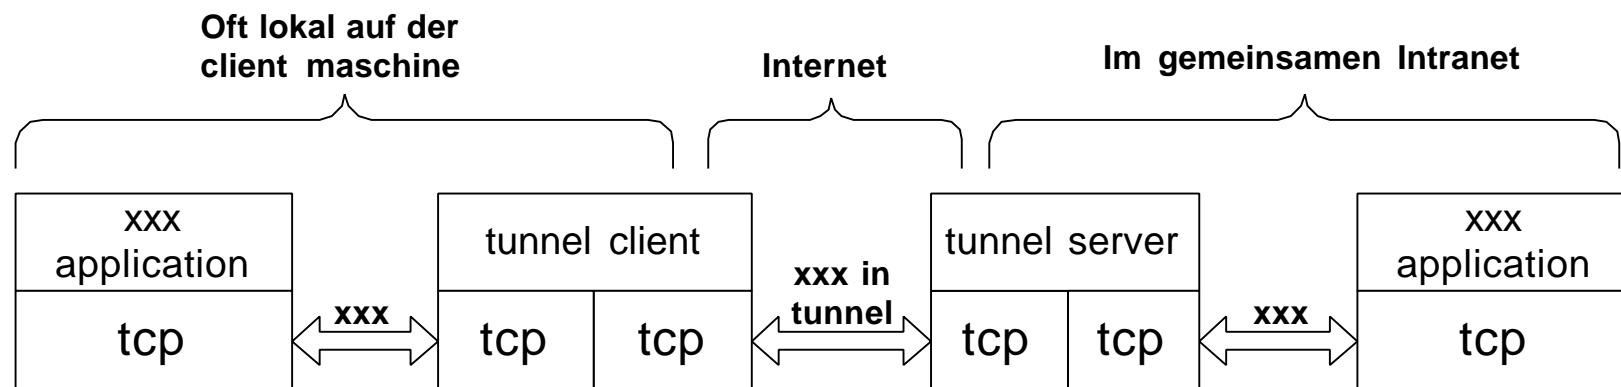 Oft lokal auf der
client maschine
Internet
Im gemeinsamen Intranet
xxx
application
tunnel client
tunnel server
xxx
application
xxx in
tunnel
xxx
xxx
tcp
tcp
tcp
tcp
tcp
tcp